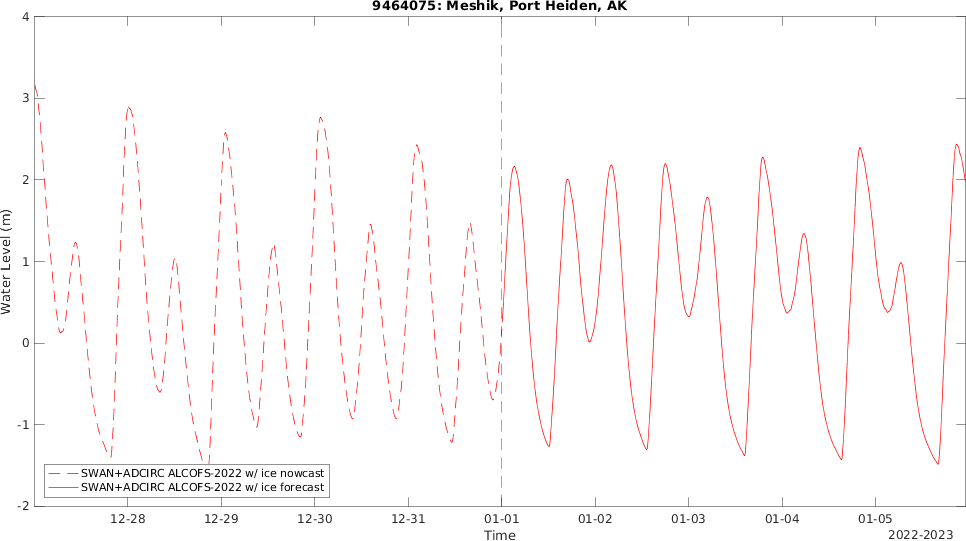 9464075: Meshik, Port Heiden, AK
4
3
2
1
0
-1
-2
Water Level (m)
SWAN+ADCIRC ALCOFS-2022 w/ ice nowcast
SWAN+ADCIRC ALCOFS-2022 w/ ice forecast
12-28 12-29 12-30 12-31 01-01 01-02 01-03 01-04 01-05
Time
2022-2023